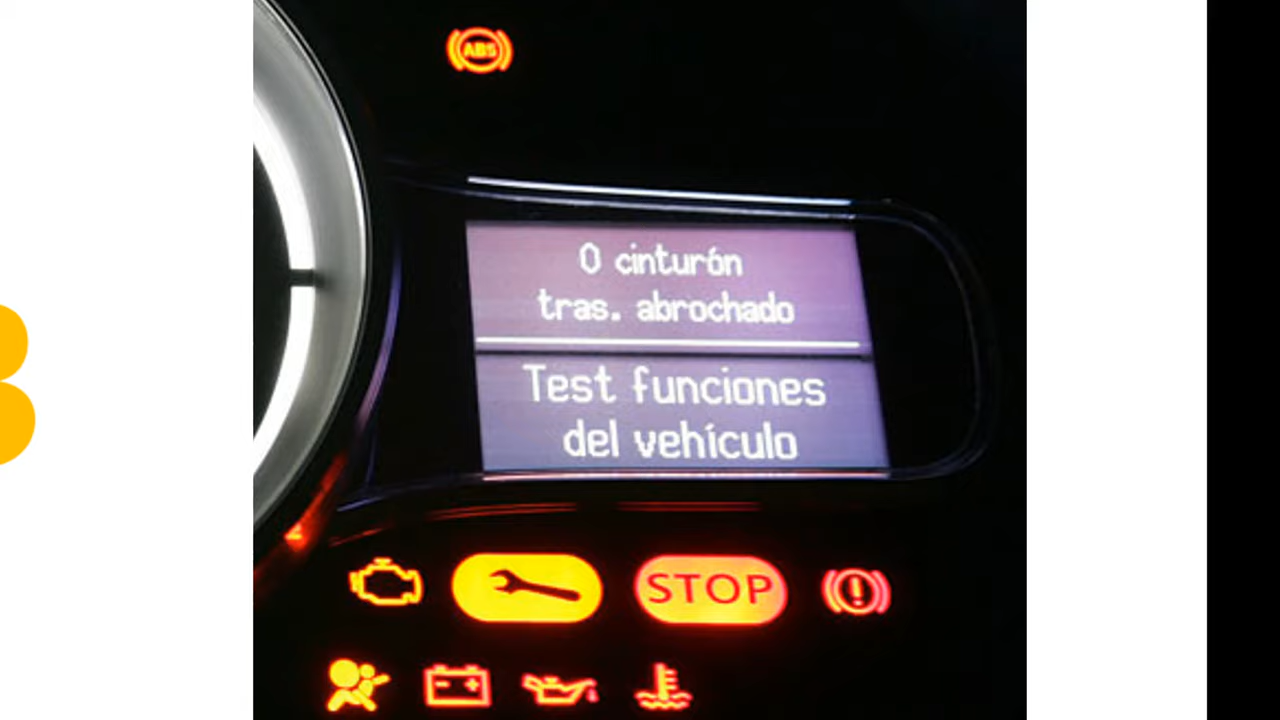 ABS
0 cinturón
tras. abrochado
Test funciones
del vehículo
STOP